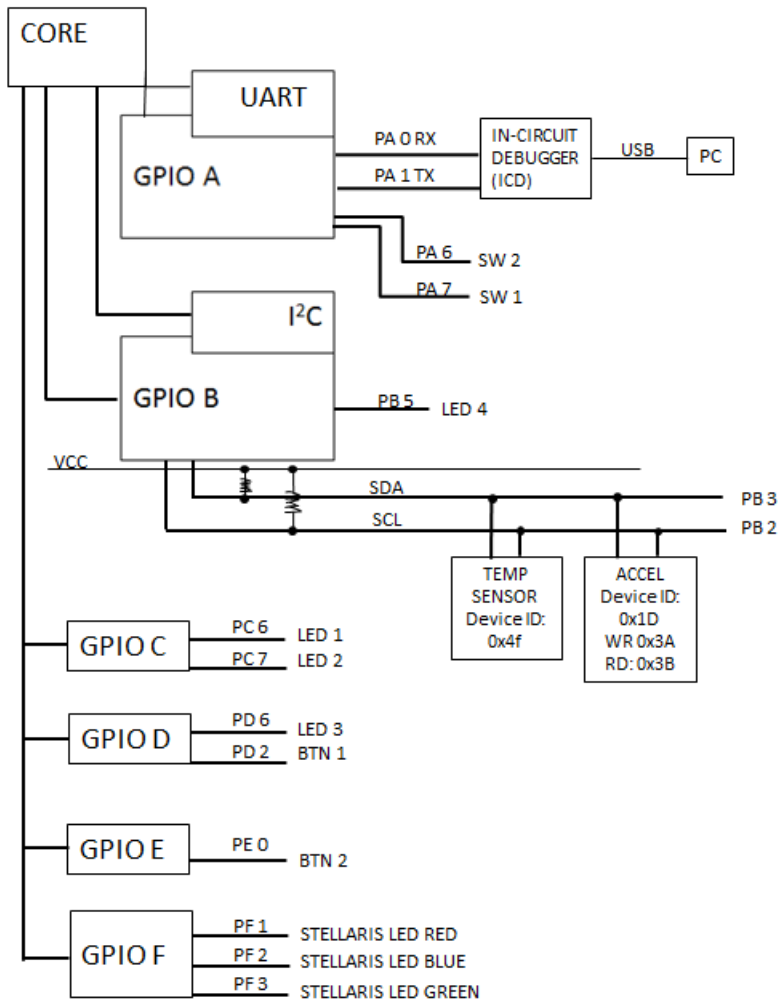 CORE
UART
GPIO A
PA 0 RX
PA 1 TX
IN-CIRCUIT
DEBUGGER
(ICD)
USB
PC
PA 6
SW 2
PA 7
SW 1
I²C
GPIO B
PB 5
LED 4
VCC
SDA
PB 3
SCL
PB 2
TEMP
SENSOR
Device ID:
0x4f
ACCEL
Device ID:
0x1D
WR 0x3A
RD: 0x3B
GPIO C
PC 6
LED 1
PC 7
LED 2
GPIO D
PD 6
LED 3
PD 2
BTN 1
GPIO E
PE 0
BTN 2
GPIO F
PF 1
STELLARIS LED RED
PF 2
STELLARIS LED BLUE
PF 3
STELLARIS LED GREEN